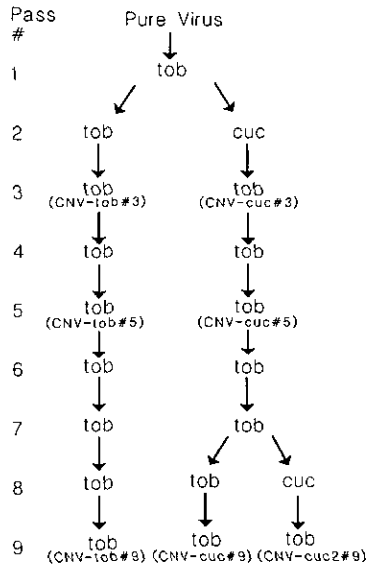 Pass Pure Virus
#
1 tob
2 tob cuc
3 tob tob
(CNV-tob#3) (CNV-cuc#3)
4 tob tob
5 tob tob
(CNV-tob#5) (CNV-cuc#5)
6 tob tob
7 tob tob
8 tob tob cuc
9 tob tob tob
(CNV-tob#9) (CNV-cuc#9) (CNV-cuc2#9)